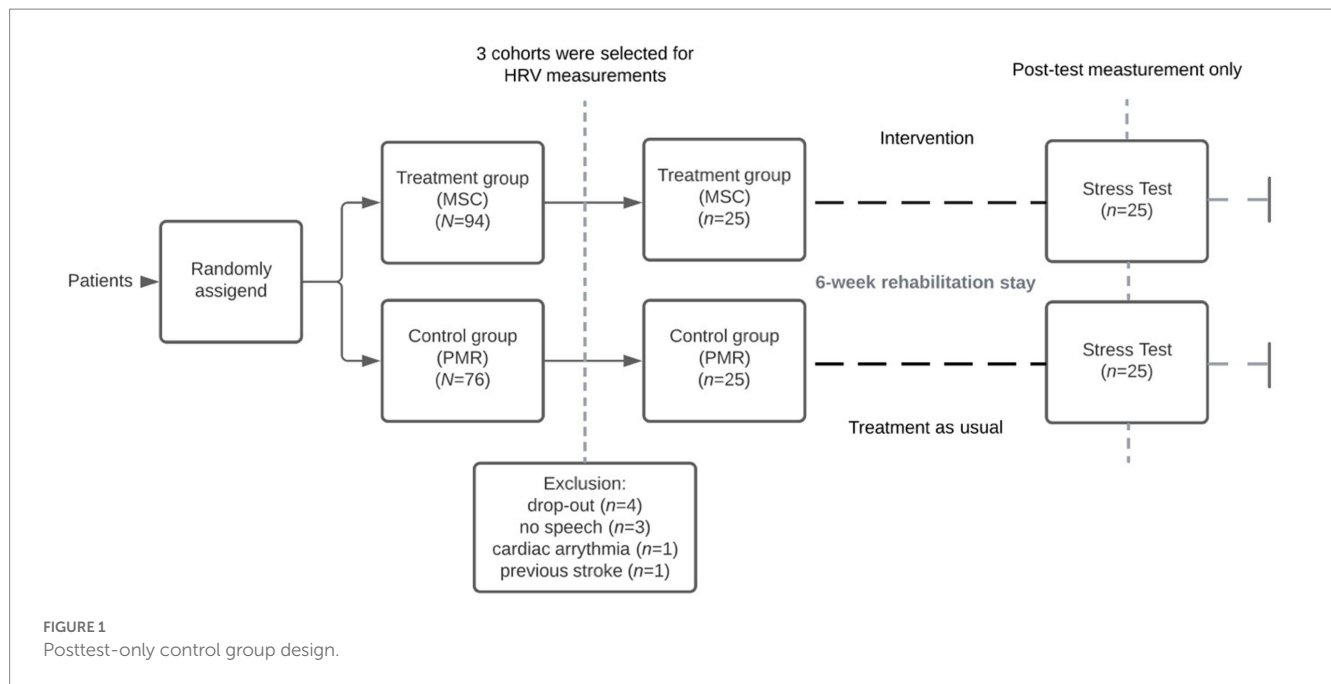 3 cohorts were selected for
HRV measurements
Post-test measturement only
Patients
Randomly
assigend
Treatment group
(MSC)
(N=94)
Treatment group
(MSC)
(n=25)
Intervention
Stress Test
(n=25)
6-week rehabilitation stay
Control group
(PMR)
(N=76)
Control group
(PMR)
(n=25)
Treatment as usual
Stress Test
(n=25)
Exclusion:
drop-out (n=4)
no speech (n=3)
cardiac arrythmia (n=1)
previous stroke (n=1)
FIGURE 1
Posttest-only control group design.